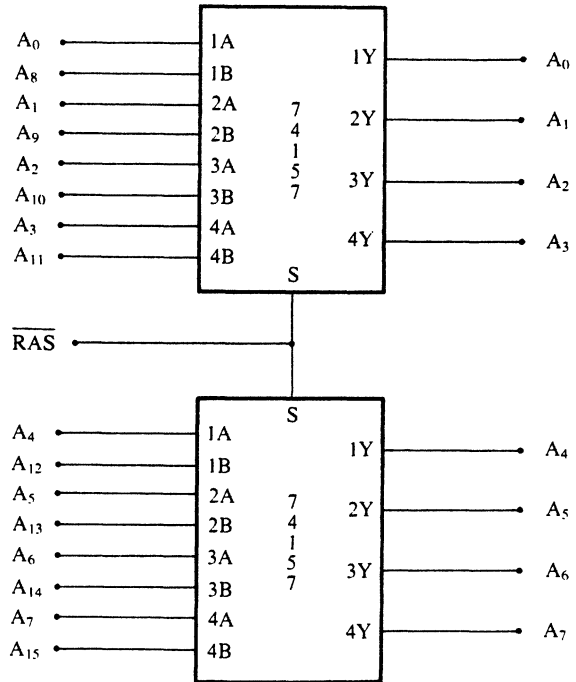 A₀ 1A 1Y A₀
A₈ 1B
A₁ 2A 2Y A₁
A₉ 2B
A₂ 3A 3Y A₂
A₁₀ 3B
A₃ 4A 4Y A₃
A₁₁ 4B
7
4
1
5
7
S
R̅A̅S̅
S
A₄ 1A 1Y A₄
A₁₂ 1B
A₅ 2A 2Y A₅
A₁₃ 2B
A₆ 3A 3Y A₆
A₁₄ 3B
A₇ 4A 4Y A₇
A₁₅ 4B
7
4
1
5
7